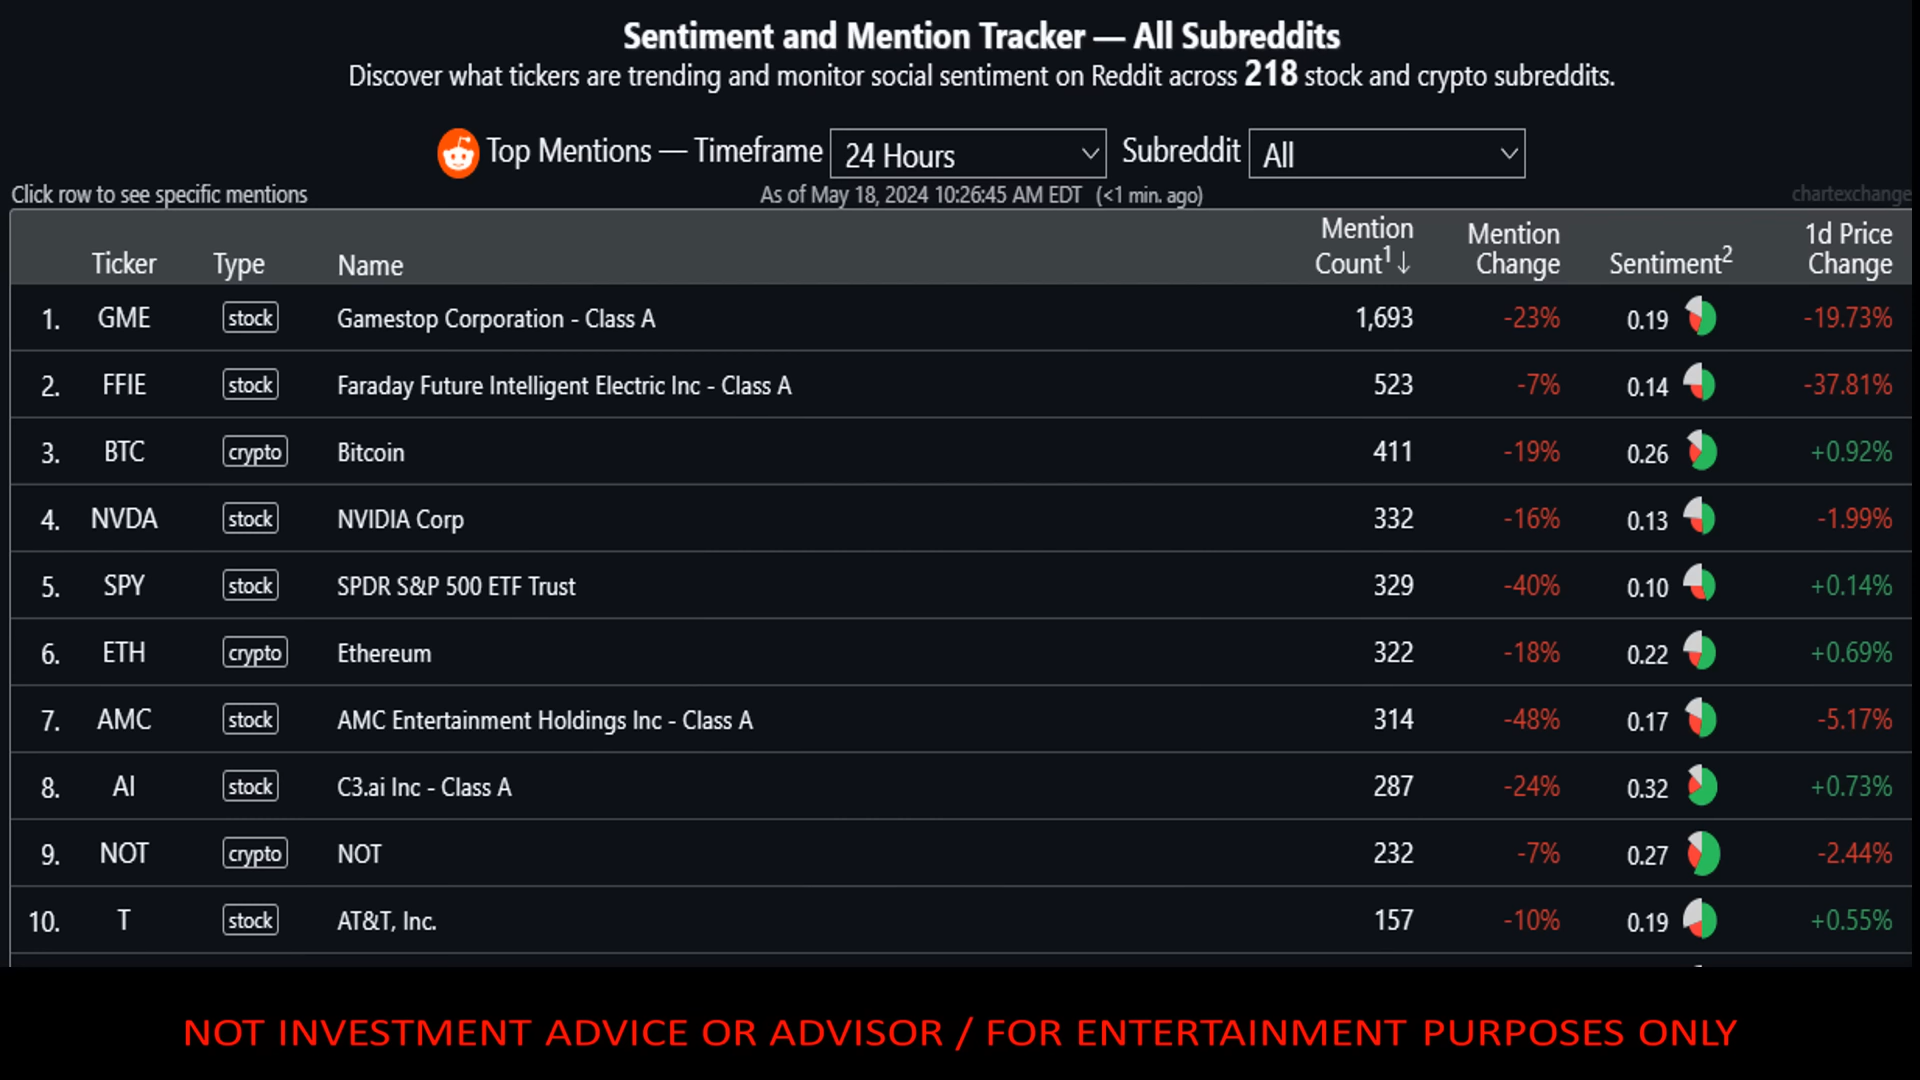 Sentiment and Mention Tracker — All Subreddits
Discover what tickers are trending and monitor social sentiment on Reddit across 218 stock and crypto subreddits.
Top Mentions — Timeframe 24 Hours Subreddit All
Click row to see specific mentions As of May 18, 2024 10:26:45 AM EDT (<1 min. ago) chartexchange
Ticker Type Name Mention Count¹↓ Mention Change Sentiment² 1d Price Change
1. GME stock Gamestop Corporation - Class A 1,693 -23% 0.19 -19.73%
2. FFIE stock Faraday Future Intelligent Electric Inc - Class A 523 -7% 0.14 -37.81%
3. BTC crypto Bitcoin 411 -19% 0.26 +0.92%
4. NVDA stock NVIDIA Corp 332 -16% 0.13 -1.99%
5. SPY stock SPDR S&P 500 ETF Trust 329 -40% 0.10 +0.14%
6. ETH crypto Ethereum 322 -18% 0.22 +0.69%
7. AMC stock AMC Entertainment Holdings Inc - Class A 314 -48% 0.17 -5.17%
8. AI stock C3.ai Inc - Class A 287 -24% 0.32 +0.73%
9. NOT crypto NOT 232 -7% 0.27 -2.44%
10. T stock AT&T, Inc. 157 -10% 0.19 +0.55%
NOT INVESTMENT ADVICE OR ADVISOR / FOR ENTERTAINMENT PURPOSES ONLY